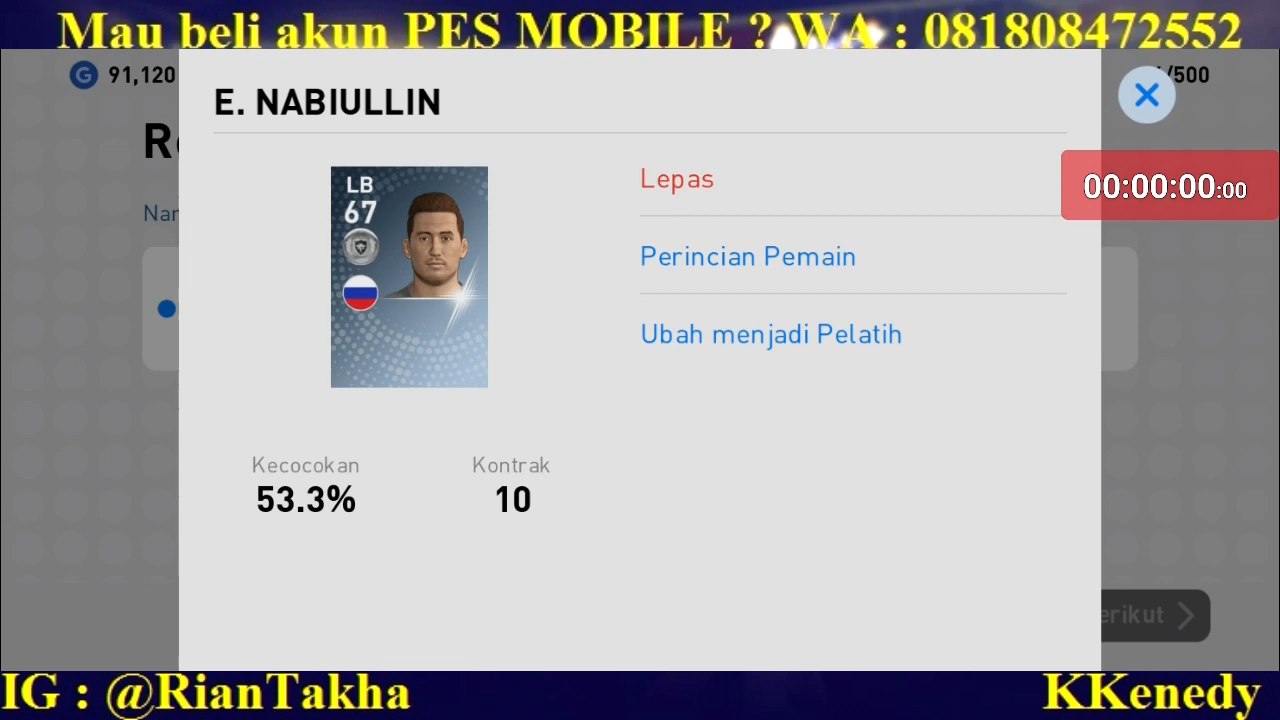 Mau beli akun PES MOBILE ? WA : 081808472552
G 91,120
/500
E. NABIULLIN
LB
67
Lepas
00:00:00:00
Perincian Pemain
Ubah menjadi Pelatih
Kecocokan
53.3%
Kontrak
10
IG : @RianTakha
KKenedy